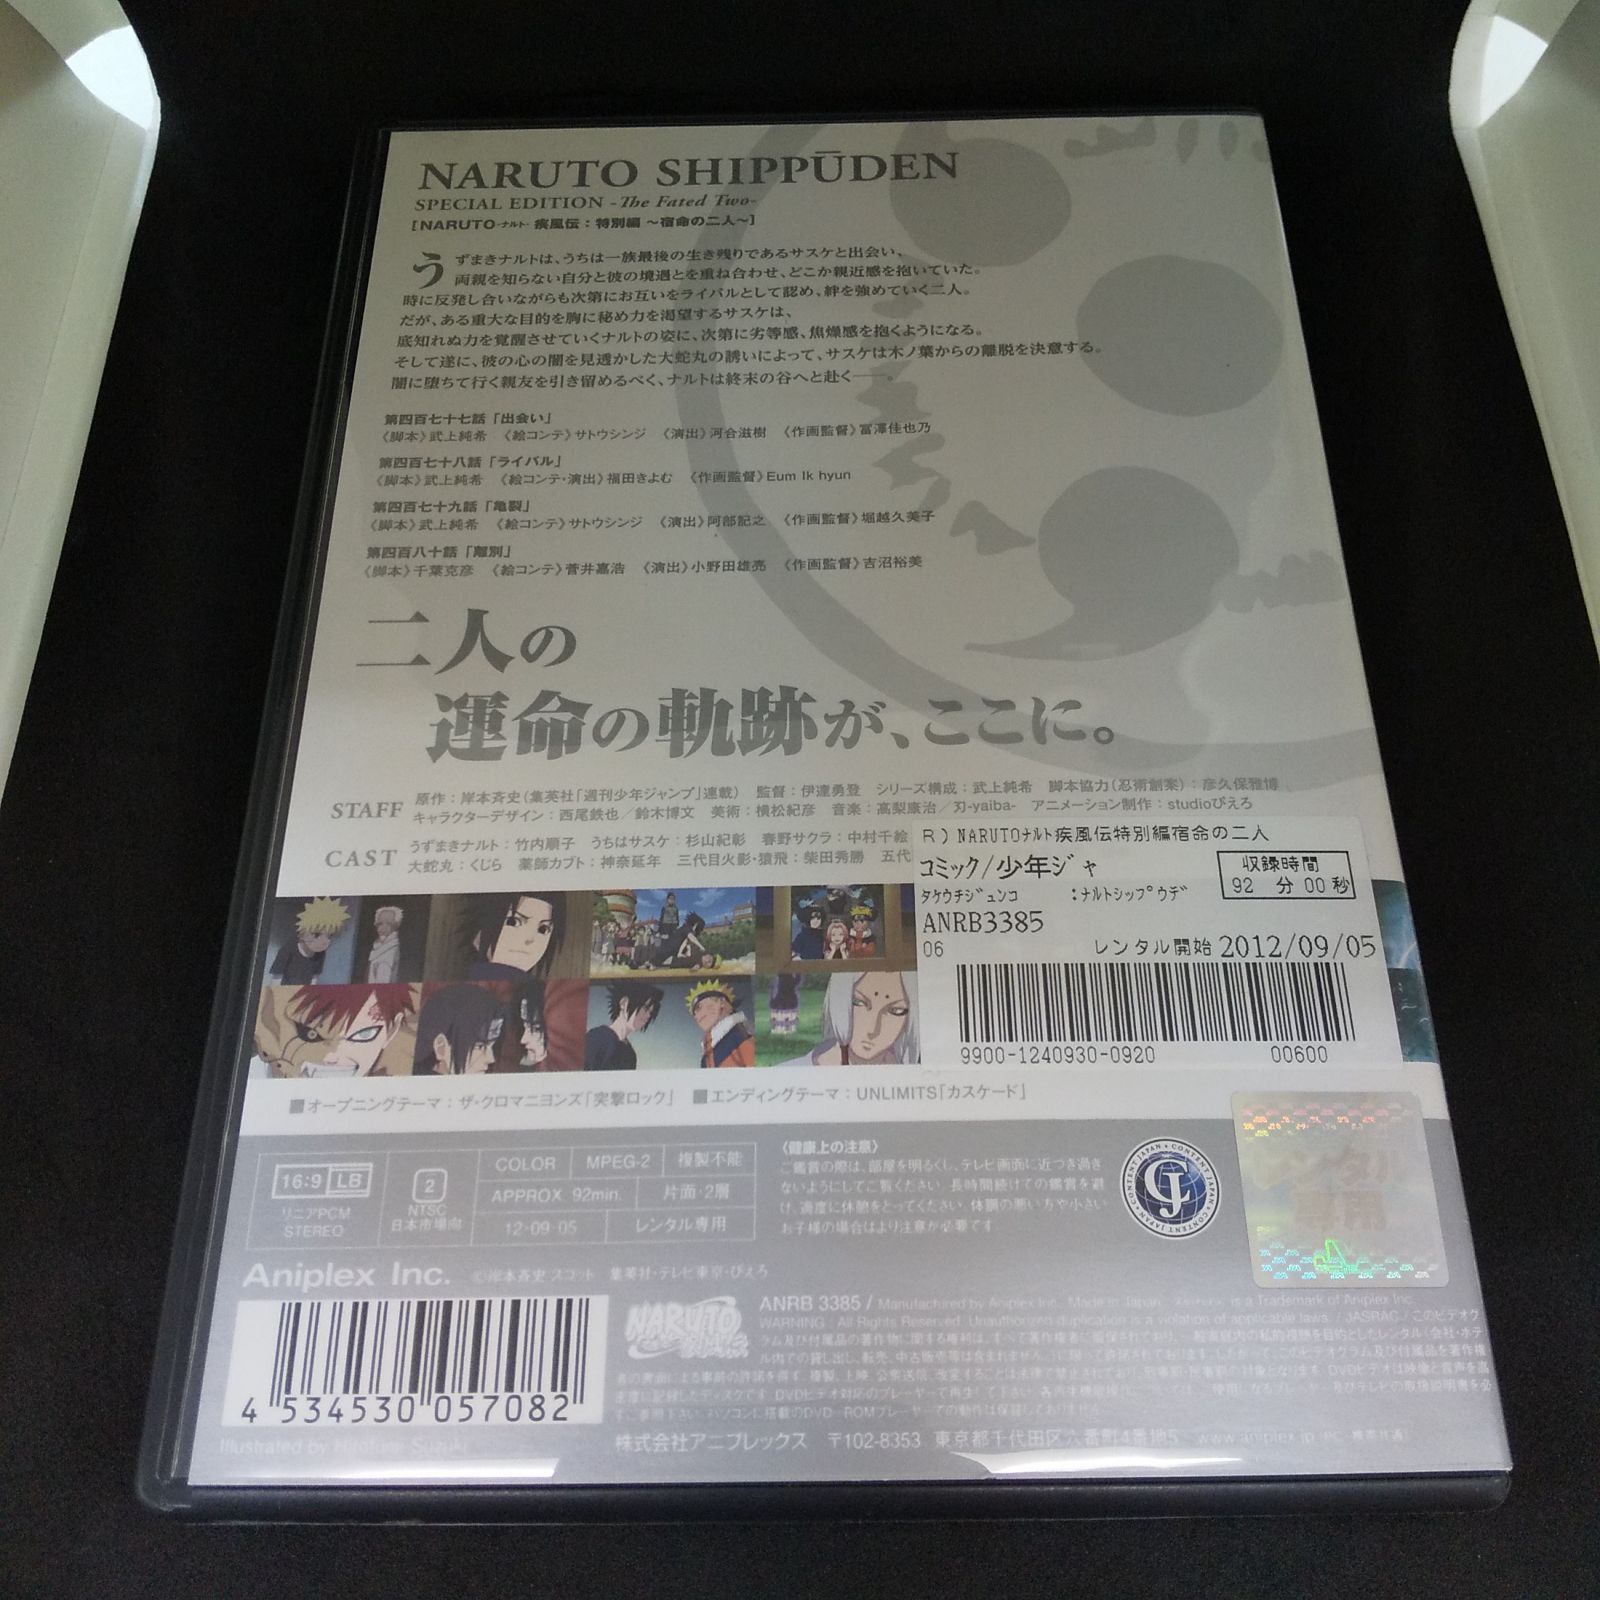 NARUTO SHIPPŪDEN
SPECIAL EDITION -The Fated Two-
[NARUTO-ナルト- 疾風伝：特別編 〜宿命の二人〜]
うずまきナルトは、うちは一族最後の生き残りであるサスケと出会い、
両親を知らない自分と彼の境遇とを重ね合わせ、どこか親近感を抱いていた。
時に反発し合いながらも次第にお互いをライバルとして認め、絆を強めていく二人。
だが、ある重大な目的を胸に秘め力を渇望するサスケは、
底知れぬ力を覚醒させていくナルトの姿に、次第に劣等感、焦燥感を抱くようになる。
そして遂に、彼の心の闇を見透かした大蛇丸の誘いによって、サスケは木ノ葉からの離脱を決意する。
闇に堕ちて行く親友を引き留めるべく、ナルトは終末の谷へと赴く——。
第四百七十七話「出会い」
《脚本》武上純希 《絵コンテ》サトウシンジ 《演出》河合滋樹 《作画監督》冨澤佳也乃
第四百七十八話「ライバル」
《脚本》武上純希 《絵コンテ・演出》福田きよむ 《作画監督》Eum Ik hyun
第四百七十九話「亀裂」
《脚本》武上純希 《絵コンテ》サトウシンジ 《演出》阿部記之 《作画監督》堀越久美子
第四百八十話「離別」
《脚本》千葉克彦 《絵コンテ》菅井嘉浩 《演出》小野田雄亮 《作画監督》吉沼裕美
二人の
運命の軌跡が、ここに。
STAFF 原作：岸本斉史（集英社「週刊少年ジャンプ」連載） 監督：伊達勇登 シリーズ構成：武上純希 脚本協力（忍術創案）：彦久保雅博
キャラクターデザイン：西尾鉄也／鈴木博文 美術：横松紀彦 音楽：高梨康治／刃-yaiba- アニメーション制作：studioぴえろ
CAST うずまきナルト：竹内順子 うちはサスケ：杉山紀彰 春野サクラ：中村千絵
大蛇丸：くじら 薬師カブト：神奈延年 三代目火影・猿飛：柴田秀勝 五代
R）NARUTOナルト疾風伝特別編宿命の二人
コミック/少年ジャ
収録時間
92 分 00 秒
タケウチジュンコ ：ナルトシップウデ
ANRB3385
06 レンタル開始 2012/09/05
9900-1240930-0920 00600
■オープニングテーマ：ザ・クロマニヨンズ「突撃ロック」 ■エンディングテーマ：UNLIMITS「カスケード」
16:9 LB
リニアPCM
STEREO
2
NTSC
日本市場向
COLOR MPEG-2 複製不能
APPROX 92min. 片面・2層
12-09-05 レンタル専用
〈健康上の注意〉
ご鑑賞の際は、部屋を明るくし、テレビ画面に近づき過ぎ
ないようにしてご覧ください。長時間続けての鑑賞を避
け、適度に休憩をとってください。体調の悪い方や小さい
お子様の場合はより注意が必要です。
CONTENT JAPAN
CJ
レンタル
専用
Aniplex Inc. ©岸本斉史 スコット／集英社・テレビ東京・ぴえろ
4 534530 057082
NARUTO
ANRB 3385 / Manufactured by Aniplex Inc. Made in Japan. is a Trademark of Aniplex Inc.
WARNING : All Rights Reserved. Unauthorized duplication is a violation of applicable laws. / JASRAC / このビデオグ
Illustrated by Hirofumi Suzuki
株式会社アニプレックス 〒102-8353 東京都千代田区六番町4番地5 www.aniplex.jp